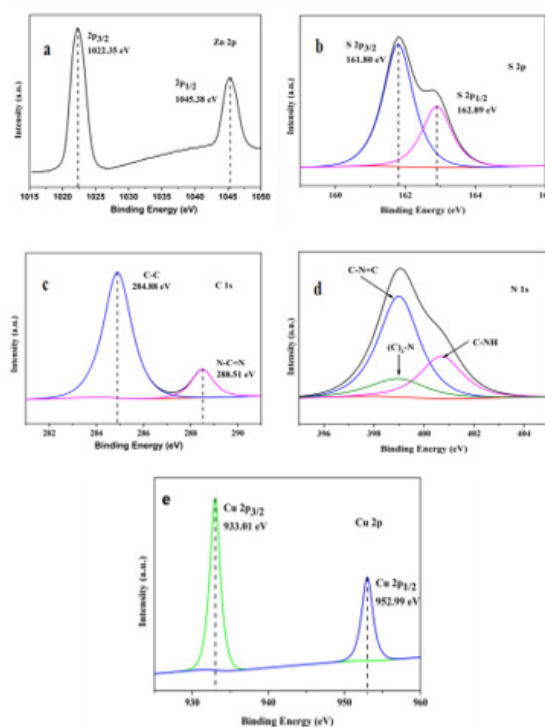 a
2p3/2
1022.35 eV
Zn 2p
2p1/2
1045.38 eV
Intensity (a.u.)
1015 1020 1025 1030 1035 1040 1045 1050
Binding Energy (eV)
b
S 2p3/2
161.80 eV
S 2p
S 2p1/2
162.89 eV
Intensity (a.u.)
160 162 164 166
Binding Energy (eV)
c
C-C
284.88 eV
C 1s
N-C=N
288.51 eV
Intensity (a.u.)
282 284 286 288 290
Binding Energy (eV)
d
C-N=C
N 1s
(C)3-N
C-NH
Intensity (a.u.)
396 398 400 402 404
Binding Energy (eV)
e
Cu 2p3/2
933.01 eV
Cu 2p
Cu 2p1/2
952.99 eV
Intensity (a.u.)
930 940 950 960
Binding Energy (eV)